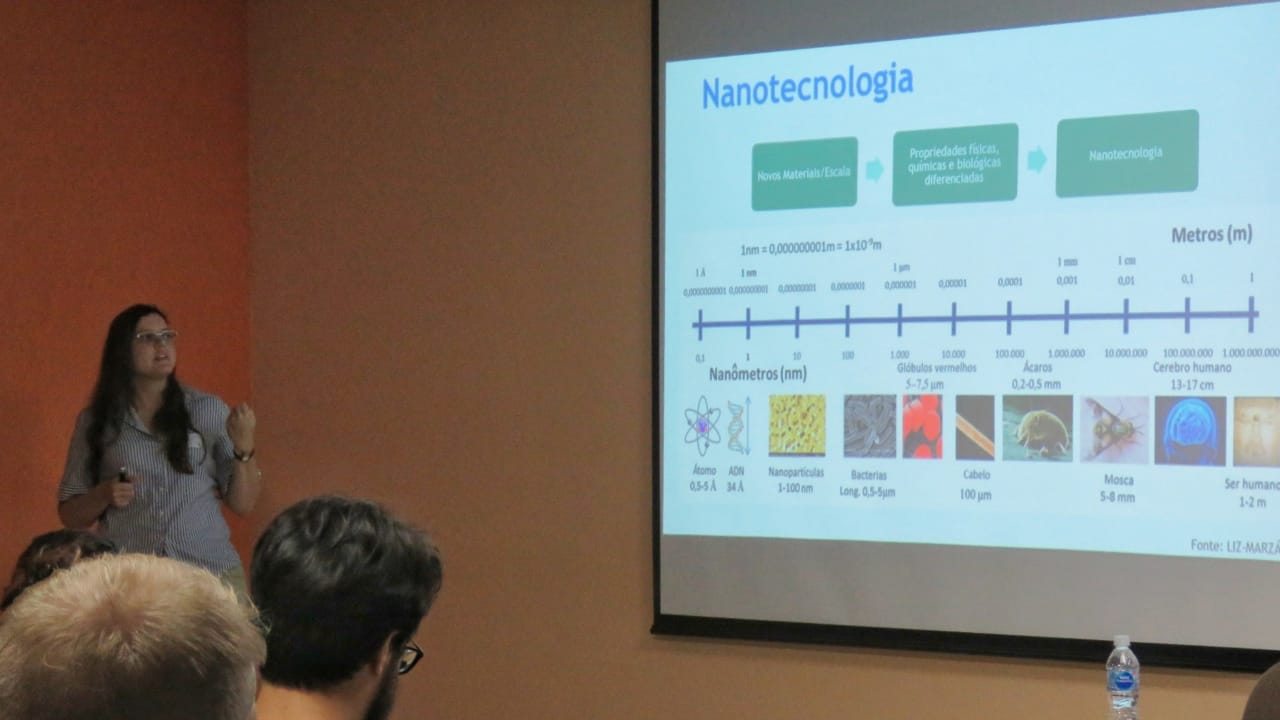 Nanotecnologia
Novos Materiais/Escala
Propriedades físicas,
químicas e biológicas
diferenciadas
Nanotecnologia
1nm = 0,000000001m = 1x10⁻⁹m
Metros (m)
1 Å 1 nm 1 µm 1 mm 1 cm
0,0000000001 0,000000001 0,00000001 0,0000001 0,000001 0,00001 0,0001 0,001 0,01 0,1 1
0,1 1 10 100 1.000 10.000 100.000 1.000.000 10.000.000 100.000.000 1.000.000.000
Nanômetros (nm)
Glóbulos vermelhos
5–7,5 µm
Ácaros
0,2-0,5 mm
Cerebro humano
13-17 cm
Átomo
0,5-5 Å
ADN
34 Å
Nanopartículas
1-100 nm
Bacterias
Long. 0,5-5µm
Cabelo
100 µm
Mosca
5-8 mm
Ser humano
1-2 m
Fonte: LIZ-MARZÁ